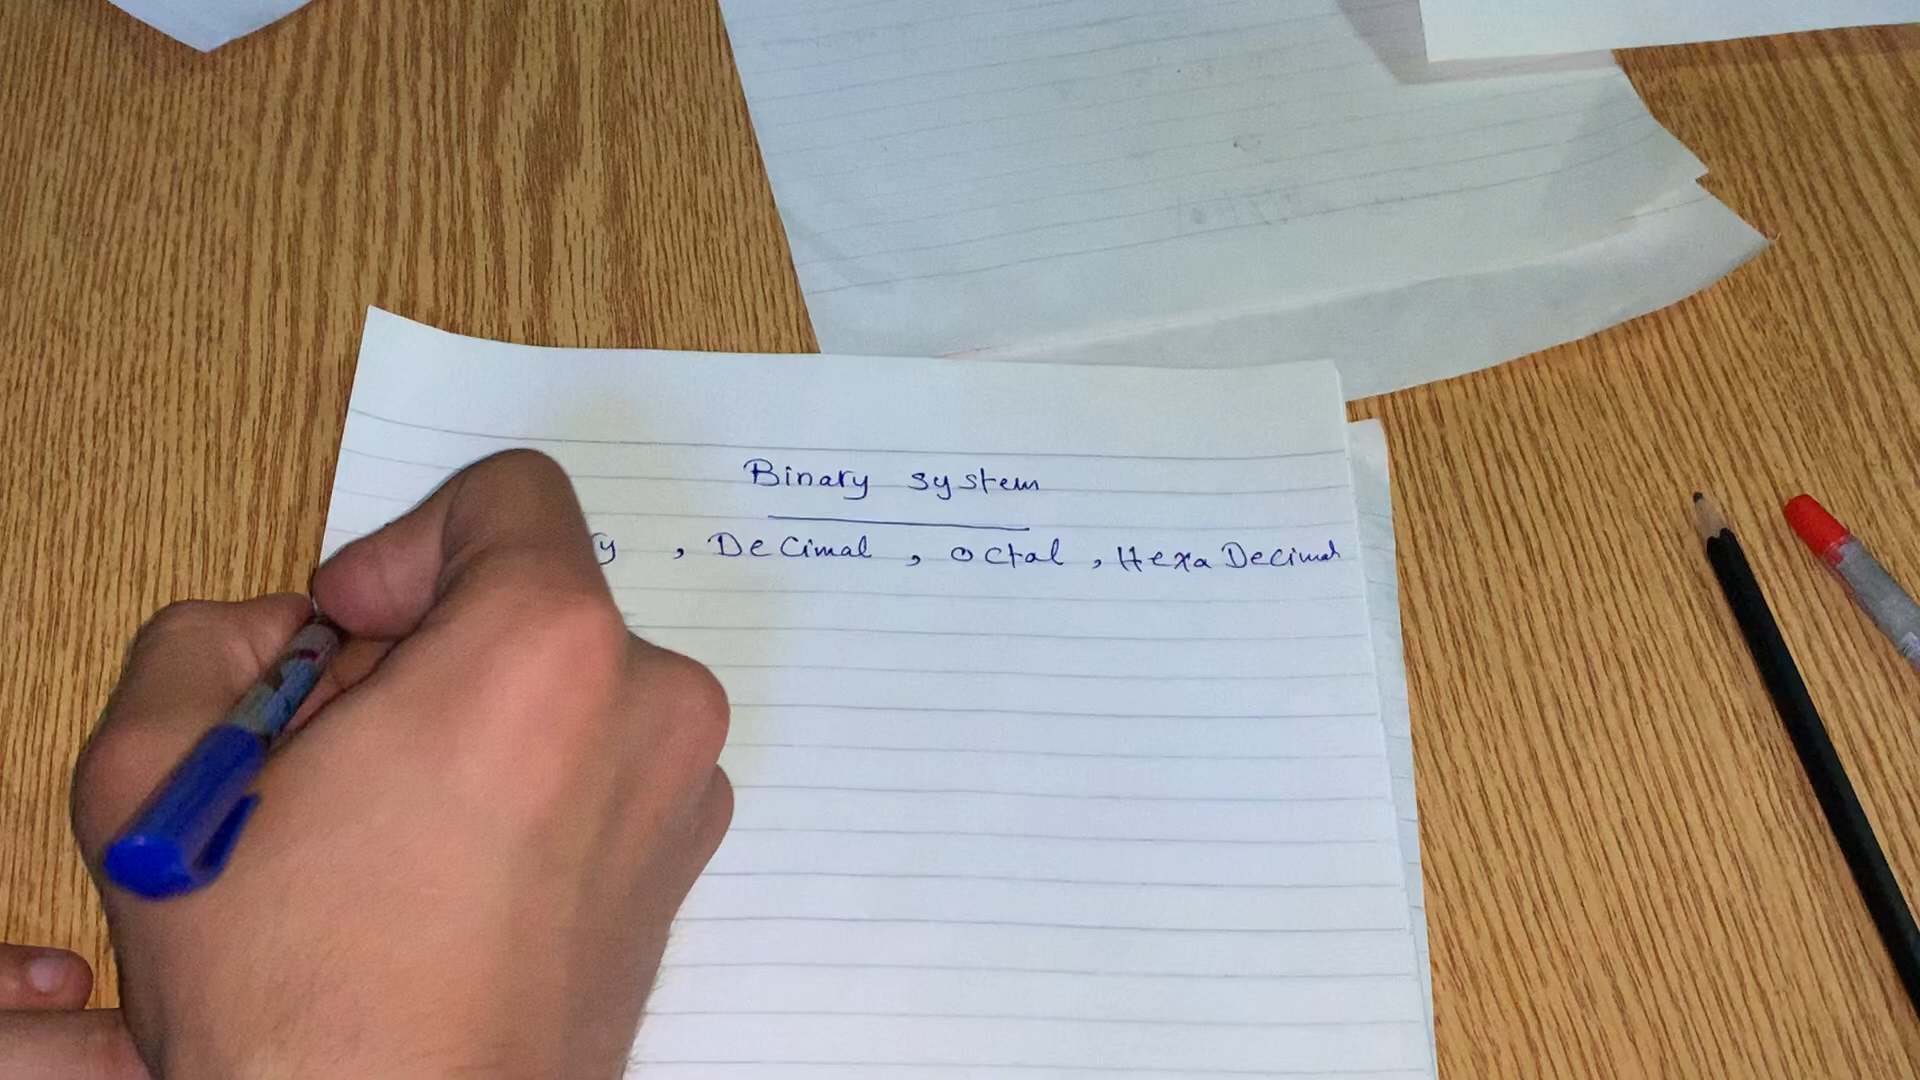 Binary system
, Decimal , octal , Hexa Decimal